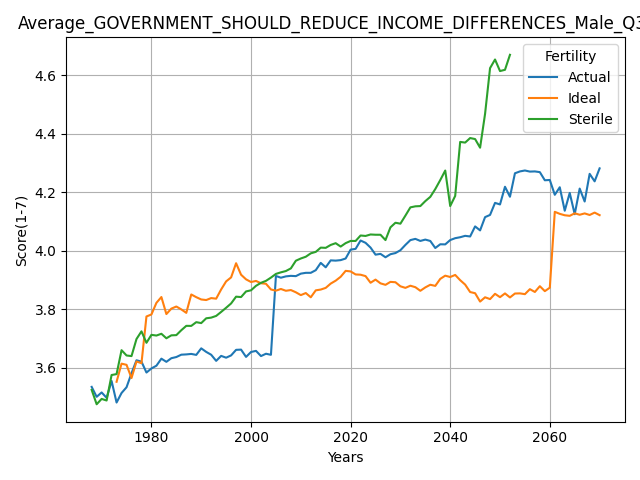 Average_GOVERNMENT_SHOULD_REDUCE_INCOME_DIFFERENCES_Male_Q3
Fertility
Actual
Ideal
Sterile
Score(1-7)
4.6
4.4
4.2
4.0
3.8
3.6
1980 2000 2020 2040 2060
Years